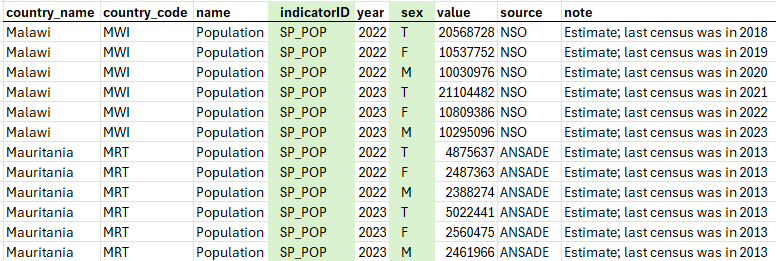 country_name country_code name indicatorID year sex value source note
Malawi MWI Population SP_POP 2022 T 20568728 NSO Estimate; last census was in 2018
Malawi MWI Population SP_POP 2022 F 10537752 NSO Estimate; last census was in 2019
Malawi MWI Population SP_POP 2022 M 10030976 NSO Estimate; last census was in 2020
Malawi MWI Population SP_POP 2023 T 21104482 NSO Estimate; last census was in 2021
Malawi MWI Population SP_POP 2023 F 10809386 NSO Estimate; last census was in 2022
Malawi MWI Population SP_POP 2023 M 10295096 NSO Estimate; last census was in 2023
Mauritania MRT Population SP_POP 2022 T 4875637 ANSADE Estimate; last census was in 2013
Mauritania MRT Population SP_POP 2022 F 2487363 ANSADE Estimate; last census was in 2013
Mauritania MRT Population SP_POP 2022 M 2388274 ANSADE Estimate; last census was in 2013
Mauritania MRT Population SP_POP 2023 T 5022441 ANSADE Estimate; last census was in 2013
Mauritania MRT Population SP_POP 2023 F 2560475 ANSADE Estimate; last census was in 2013
Mauritania MRT Population SP_POP 2023 M 2461966 ANSADE Estimate; last census was in 2013